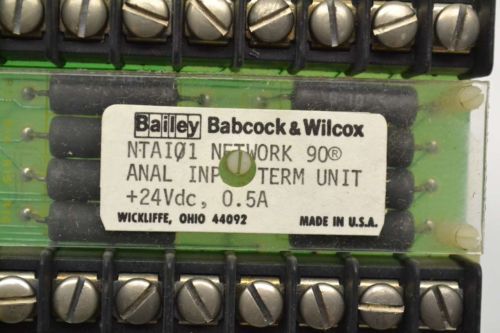 Bailey Babcock & Wilcox
NTAIØ1 NETWORK 90®
ANAL INP TERM UNIT
+24Vdc, 0.5A
WICKLIFFE, OHIO 44092 MADE IN U.S.A.